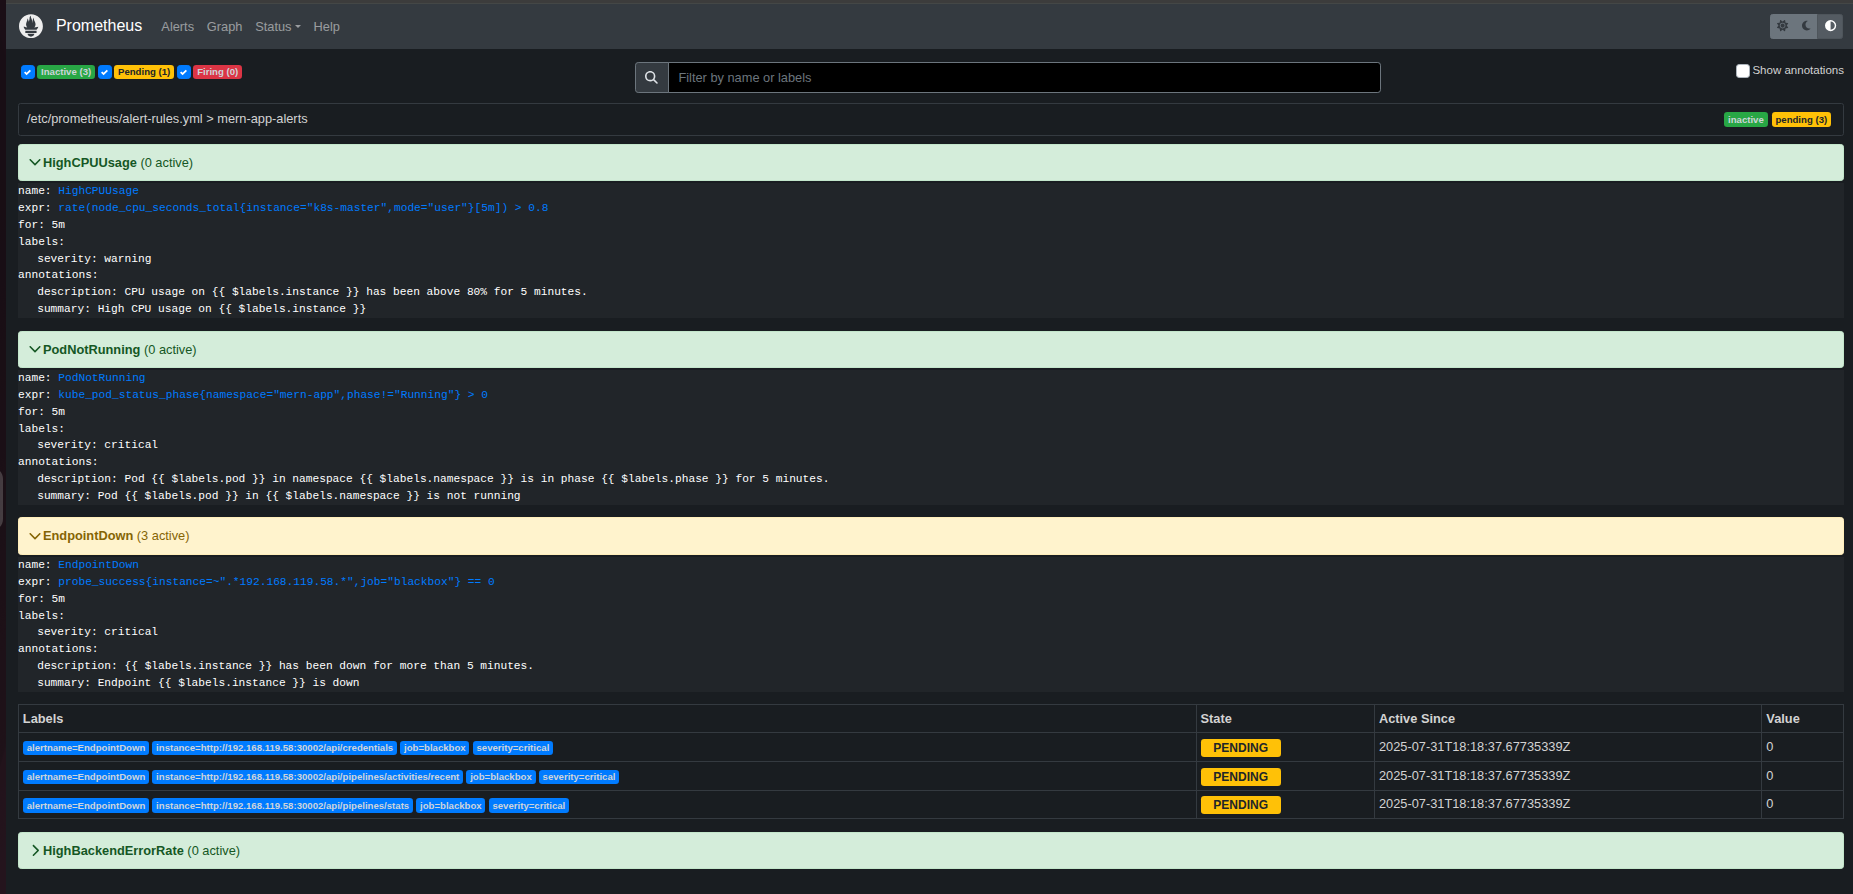 Prometheus Alerts Graph Status Help
Inactive (3) Pending (1) Firing (0)
Filter by name or labels
Show annotations
/etc/prometheus/alert-rules.yml > mern-app-alerts
inactive pending (3)
HighCPUUsage (0 active)
name: HighCPUUsage
expr: rate(node_cpu_seconds_total{instance="k8s-master",mode="user"}[5m]) > 0.8
for: 5m
labels:
severity: warning
annotations:
description: CPU usage on {{ $labels.instance }} has been above 80% for 5 minutes.
summary: High CPU usage on {{ $labels.instance }}
PodNotRunning (0 active)
name: PodNotRunning
expr: kube_pod_status_phase{namespace="mern-app",phase!="Running"} > 0
for: 5m
labels:
severity: critical
annotations:
description: Pod {{ $labels.pod }} in namespace {{ $labels.namespace }} is in phase {{ $labels.phase }} for 5 minutes.
summary: Pod {{ $labels.pod }} in {{ $labels.namespace }} is not running
EndpointDown (3 active)
name: EndpointDown
expr: probe_success{instance=~".*192.168.119.58.*",job="blackbox"} == 0
for: 5m
labels:
severity: critical
annotations:
description: {{ $labels.instance }} has been down for more than 5 minutes.
summary: Endpoint {{ $labels.instance }} is down
Labels State Active Since Value
alertname=EndpointDown instance=http://192.168.119.58:30002/api/credentials job=blackbox severity=critical PENDING 2025-07-31T18:18:37.67735339Z 0
alertname=EndpointDown instance=http://192.168.119.58:30002/api/pipelines/activities/recent job=blackbox severity=critical PENDING 2025-07-31T18:18:37.67735339Z 0
alertname=EndpointDown instance=http://192.168.119.58:30002/api/pipelines/stats job=blackbox severity=critical PENDING 2025-07-31T18:18:37.67735339Z 0
HighBackendErrorRate (0 active)